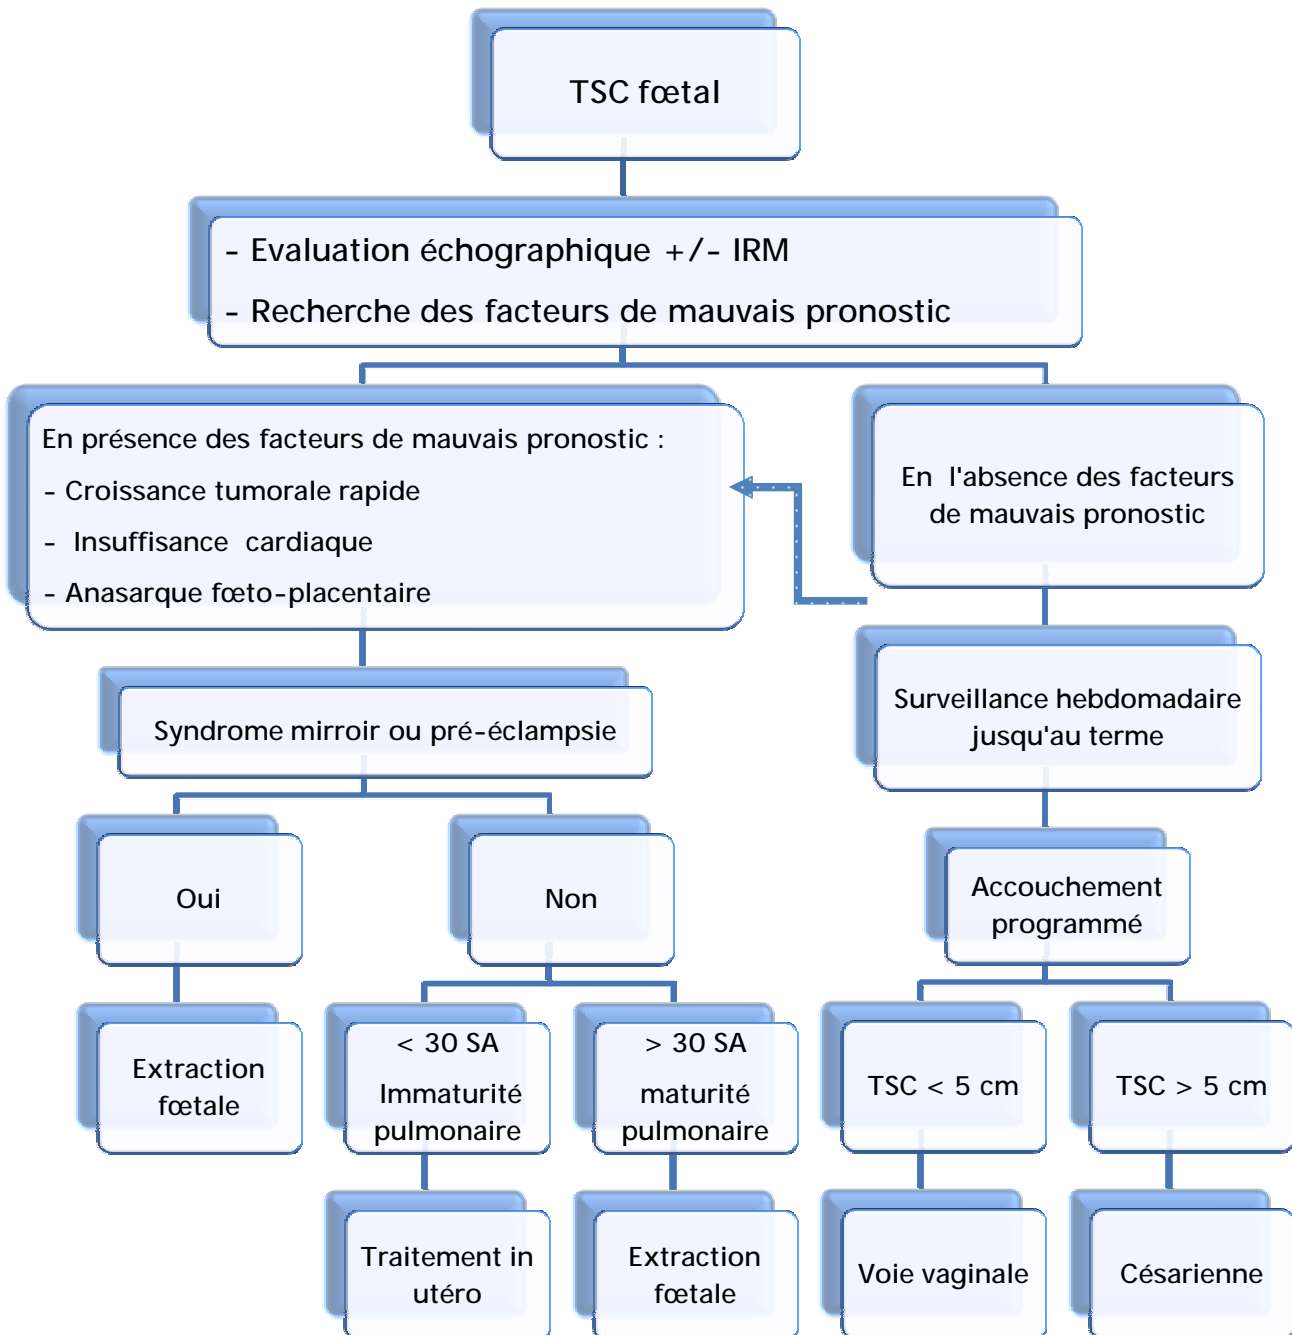 TSC fœtal
- Evaluation échographique +/- IRM
- Recherche des facteurs de mauvais pronostic
En présence des facteurs de mauvais pronostic :
- Croissance tumorale rapide
- Insuffisance cardiaque
- Anasarque fœto-placentaire
En l'absence des facteurs
de mauvais pronostic
Syndrome mirroir ou pré-éclampsie
Surveillance hebdomadaire
jusqu'au terme
Oui
Non
Accouchement
programmé
Extraction
fœtale
< 30 SA
Immaturité
pulmonaire
> 30 SA
maturité
pulmonaire
TSC < 5 cm
TSC > 5 cm
Traitement in
utéro
Extraction
fœtale
Voie vaginale
Césarienne